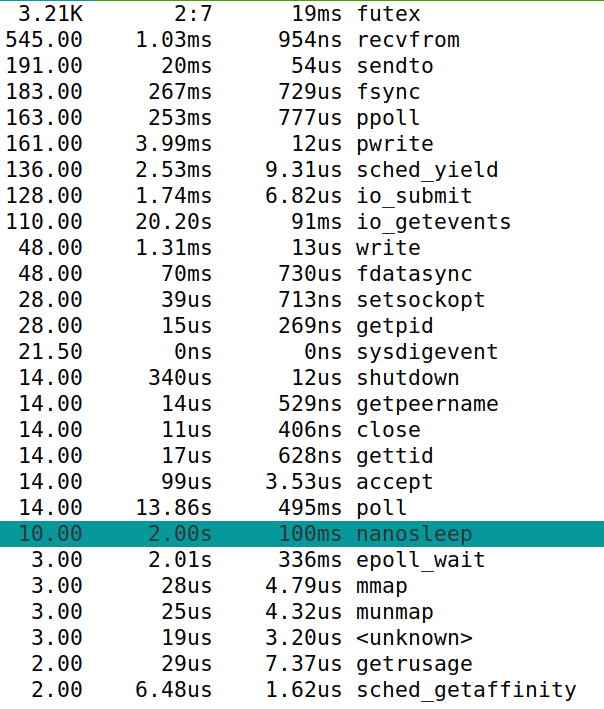 3.21K 2:7 19ms futex
545.00 1.03ms 954ns recvfrom
191.00 20ms 54us sendto
183.00 267ms 729us fsync
163.00 253ms 777us ppoll
161.00 3.99ms 12us pwrite
136.00 2.53ms 9.31us sched_yield
128.00 1.74ms 6.82us io_submit
110.00 20.20s 91ms io_getevents
48.00 1.31ms 13us write
48.00 70ms 730us fdatasync
28.00 39us 713ns setsockopt
28.00 15us 269ns getpid
21.50 0ns 0ns sysdigevent
14.00 340us 12us shutdown
14.00 14us 529ns getpeername
14.00 11us 406ns close
14.00 17us 628ns gettid
14.00 99us 3.53us accept
14.00 13.86s 495ms poll
10.00 2.00s 100ms nanosleep
3.00 2.01s 336ms epoll_wait
3.00 28us 4.79us mmap
3.00 25us 4.32us munmap
3.00 19us 3.20us <unknown>
2.00 29us 7.37us getrusage
2.00 6.48us 1.62us sched_getaffinity